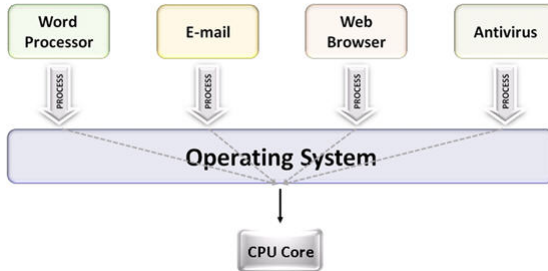 Word
Processor
E-mail
Web
Browser
Antivirus
PROCESS
PROCESS
PROCESS
PROCESS
Operating System
CPU Core